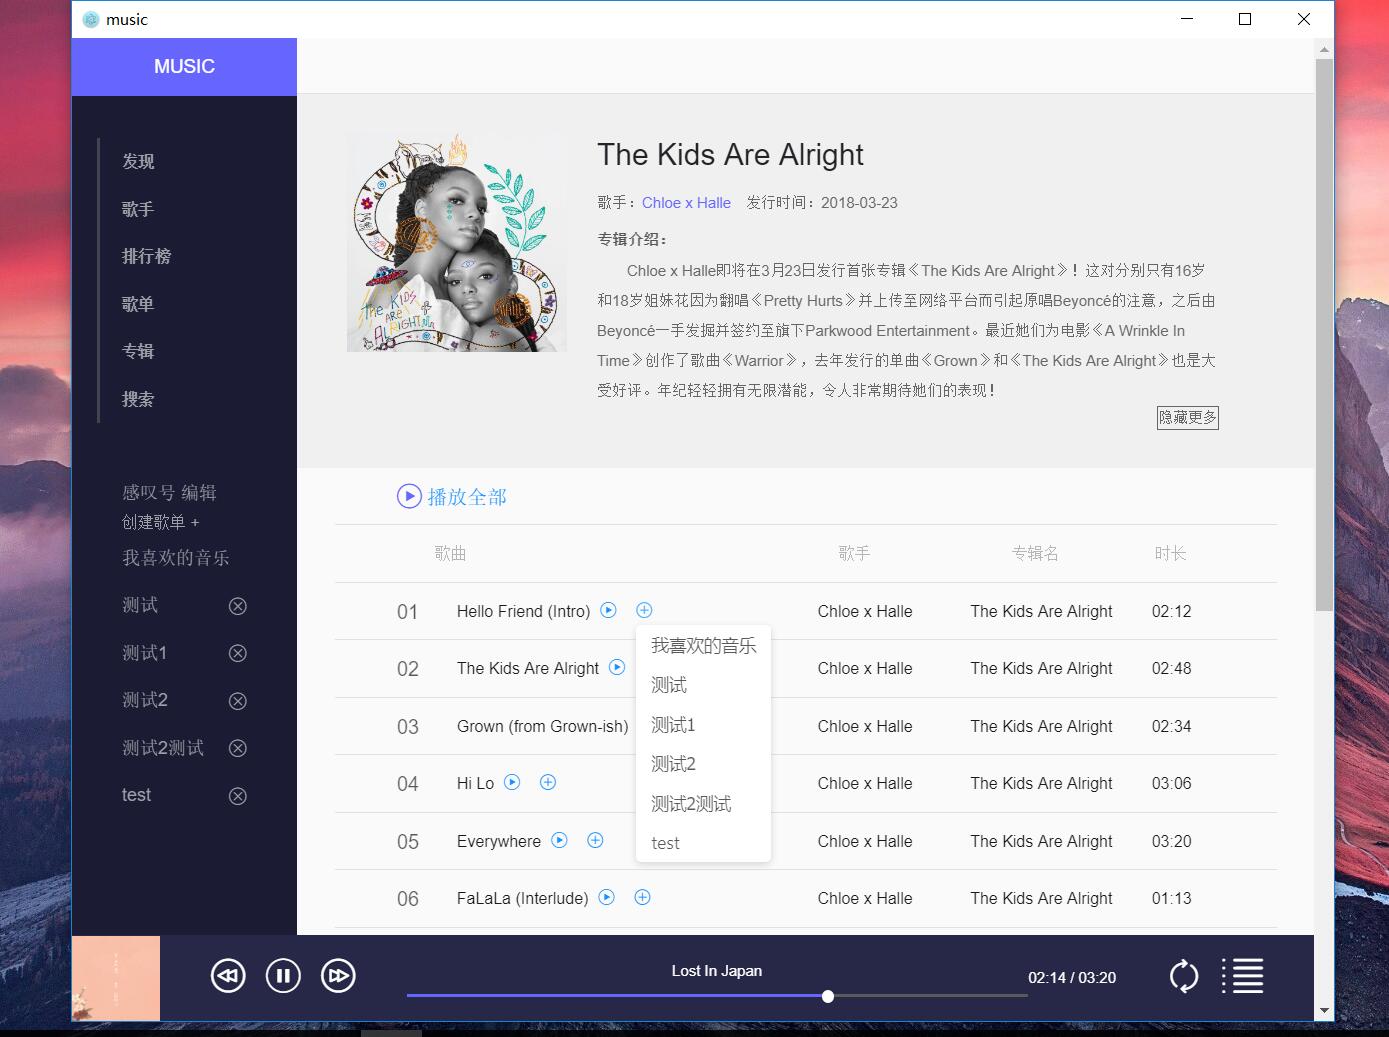 music
MUSIC
发现
歌手
排行榜
歌单
专辑
搜索
感叹号 编辑
创建歌单 +
我喜欢的音乐
测试
测试1
测试2
测试2测试
test
The Kids Are Alright
歌手：Chloe x Halle 发行时间：2018-03-23
专辑介绍：
Chloe x Halle即将在3月23日发行首张专辑《The Kids Are Alright》！这对分别只有16岁
和18岁姐妹花因为翻唱《Pretty Hurts》并上传至网络平台而引起原唱Beyoncé的注意，之后由
Beyoncé一手发掘并签约至旗下Parkwood Entertainment。最近她们为电影《A Wrinkle In
Time》创作了歌曲《Warrior》，去年发行的单曲《Grown》和《The Kids Are Alright》也是大
受好评。年纪轻轻拥有无限潜能，令人非常期待她们的表现！
隐藏更多
THE KIDS ARE ALRIGHT
播放全部
歌曲 歌手 专辑名 时长
01 Hello Friend (Intro) Chloe x Halle The Kids Are Alright 02:12
02 The Kids Are Alright Chloe x Halle The Kids Are Alright 02:48
03 Grown (from Grown-ish) Chloe x Halle The Kids Are Alright 02:34
04 Hi Lo Chloe x Halle The Kids Are Alright 03:06
05 Everywhere Chloe x Halle The Kids Are Alright 03:20
06 FaLaLa (Interlude) Chloe x Halle The Kids Are Alright 01:13
我喜欢的音乐
测试
测试1
测试2
测试2测试
test
Lost In Japan
02:14 / 03:20